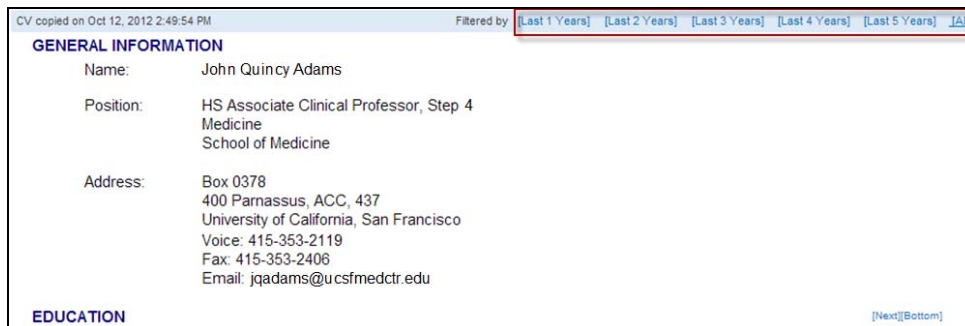 CV copied on Oct 12, 2012 2:49:54 PM Filtered by [Last 1 Years] [Last 2 Years] [Last 3 Years] [Last 4 Years] [Last 5 Years]
GENERAL INFORMATION
Name: John Quincy Adams
Position: HS Associate Clinical Professor, Step 4
Medicine
School of Medicine
Address: Box 0378
400 Parnassus, ACC, 437
University of California, San Francisco
Voice: 415-353-2119
Fax: 415-353-2406
Email: jqadams@ucsfmedctr.edu
EDUCATION [Next][Bottom]